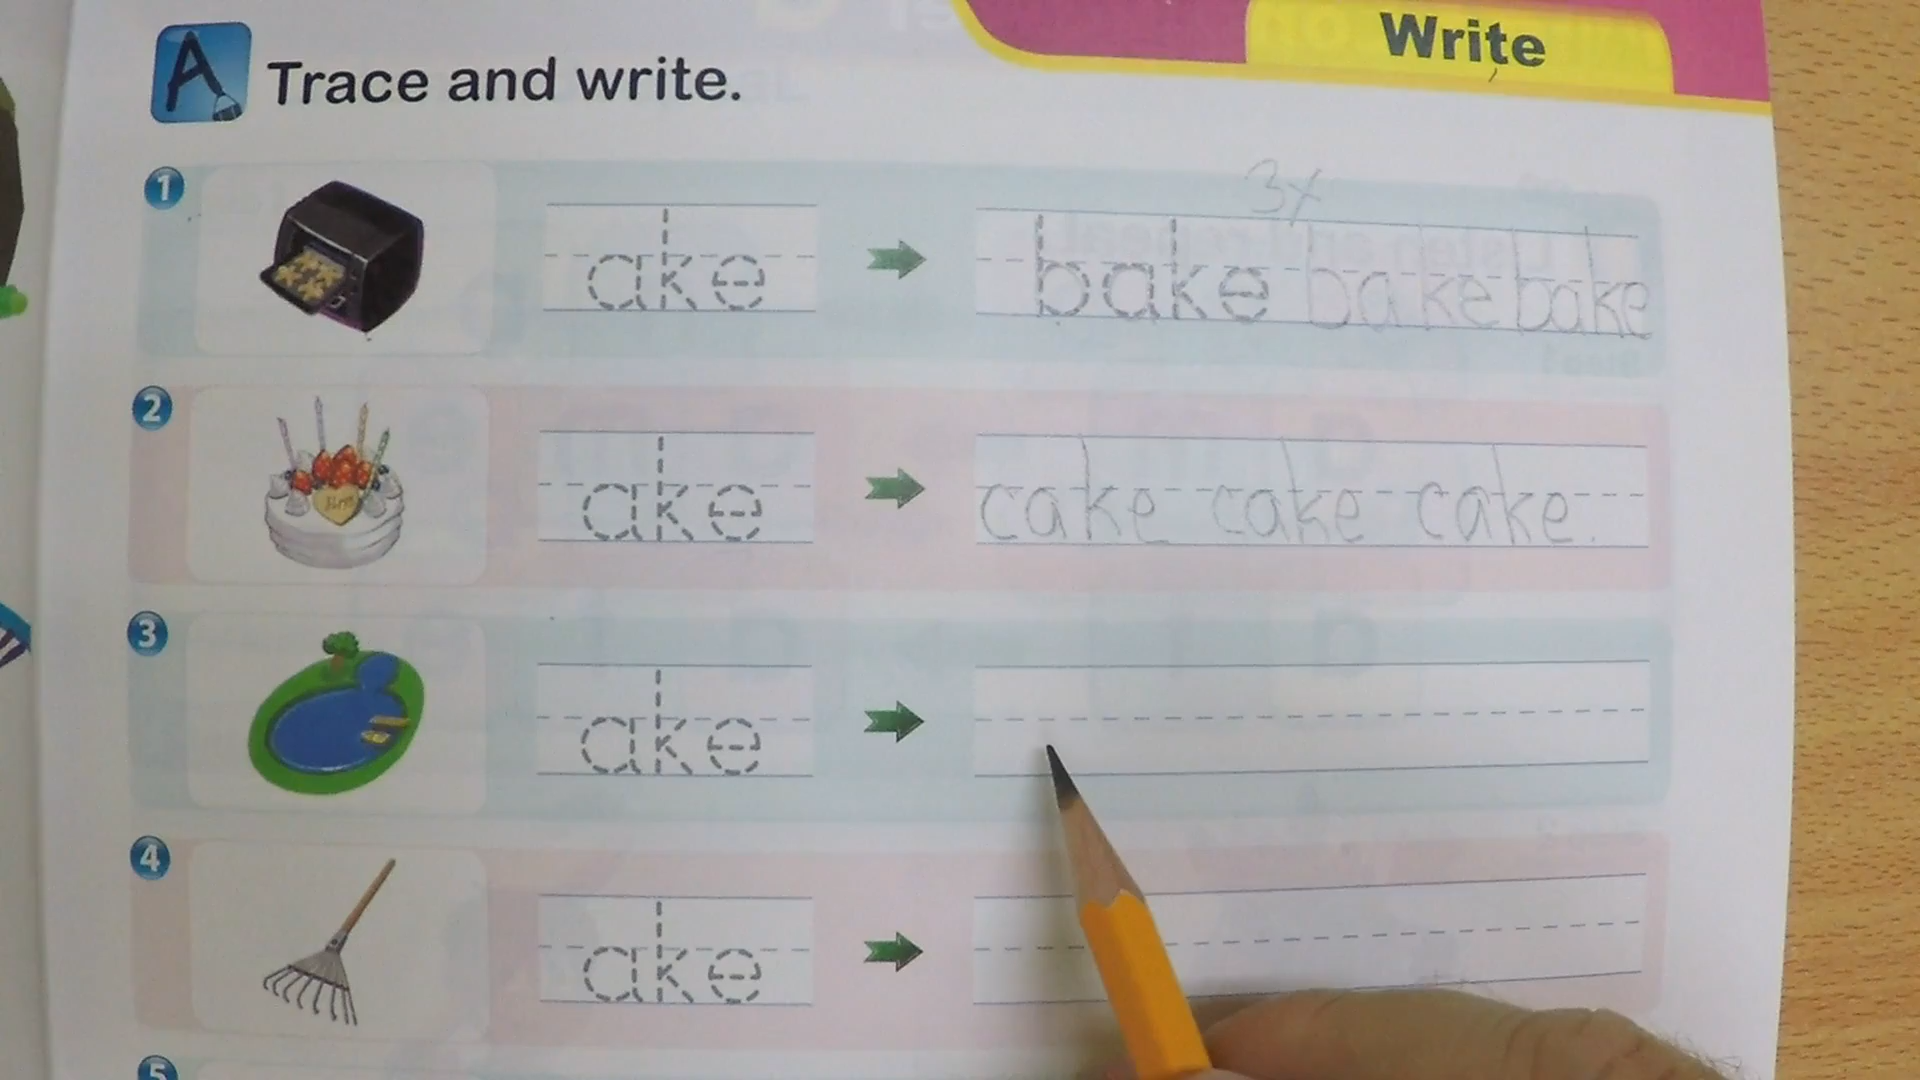 Write
A Trace and write.
3x
1 ake bake bake bake
2 ake cake cake cake.
3 ake
4 ake
5